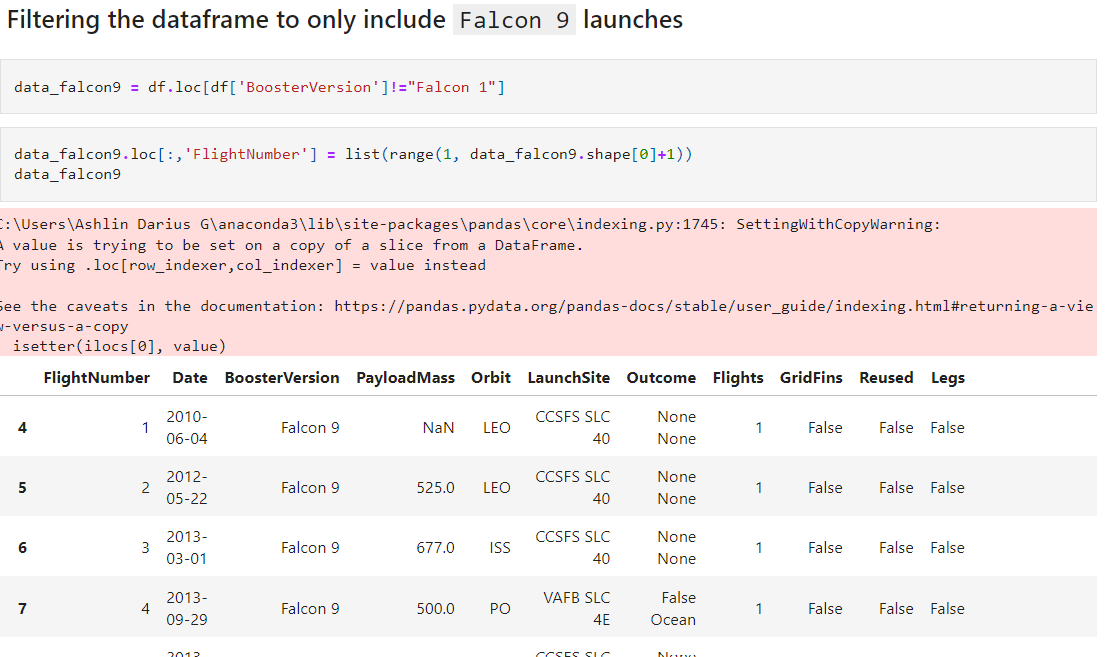 Filtering the dataframe to only include Falcon 9 launches
data_falcon9 = df.loc[df['BoosterVersion']!="Falcon 1"]
data_falcon9.loc[:,'FlightNumber'] = list(range(1, data_falcon9.shape[0]+1))
data_falcon9
C:\Users\Ashlin Darius G\anaconda3\lib\site-packages\pandas\core\indexing.py:1745: SettingWithCopyWarning:
A value is trying to be set on a copy of a slice from a DataFrame.
Try using .loc[row_indexer,col_indexer] = value instead
See the caveats in the documentation: https://pandas.pydata.org/pandas-docs/stable/user_guide/indexing.html#returning-a-vie
w-versus-a-copy
isetter(ilocs[0], value)
FlightNumber Date BoosterVersion PayloadMass Orbit LaunchSite Outcome Flights GridFins Reused Legs
4 1 2010-06-04 Falcon 9 NaN LEO CCSFS SLC 40 None None 1 False False False
5 2 2012-05-22 Falcon 9 525.0 LEO CCSFS SLC 40 None None 1 False False False
6 3 2013-03-01 Falcon 9 677.0 ISS CCSFS SLC 40 None None 1 False False False
7 4 2013-09-29 Falcon 9 500.0 PO VAFB SLC 4E False Ocean 1 False False False